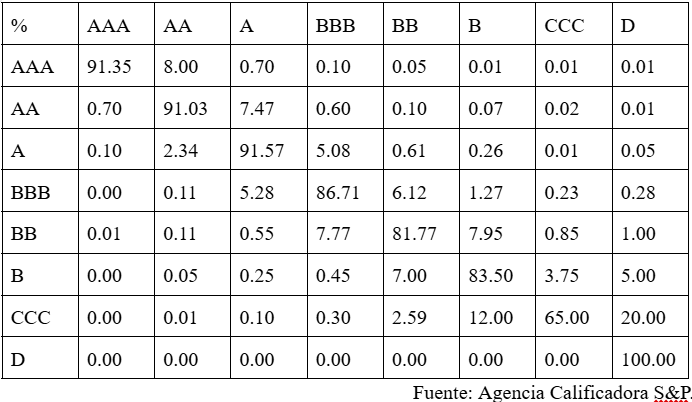 % AAA AA A BBB BB B CCC D
AAA 91.35 8.00 0.70 0.10 0.05 0.01 0.01 0.01
AA 0.70 91.03 7.47 0.60 0.10 0.07 0.02 0.01
A 0.10 2.34 91.57 5.08 0.61 0.26 0.01 0.05
BBB 0.00 0.11 5.28 86.71 6.12 1.27 0.23 0.28
BB 0.01 0.11 0.55 7.77 81.77 7.95 0.85 1.00
B 0.00 0.05 0.25 0.45 7.00 83.50 3.75 5.00
CCC 0.00 0.01 0.10 0.30 2.59 12.00 65.00 20.00
D 0.00 0.00 0.00 0.00 0.00 0.00 0.00 100.00
Fuente: Agencia Calificadora S&P.